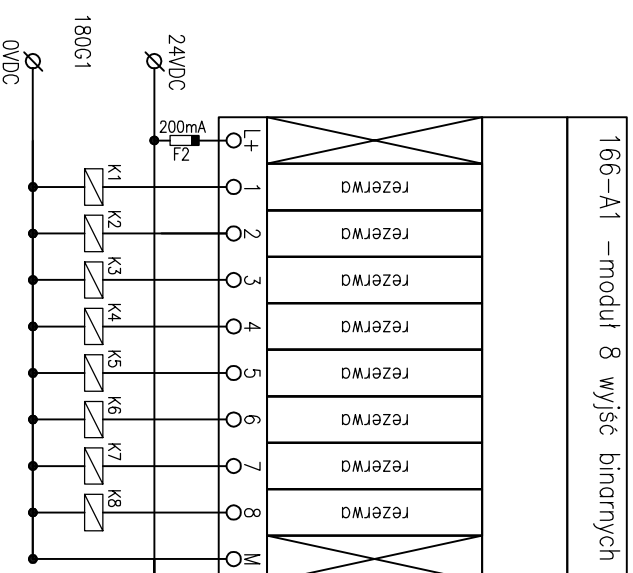 166-A1 -moduł 8 wyjść binarnych
180G1
24VDC
0VDC
200mA
F2
L+
1
2
3
4
5
6
7
8
M
rezerwa
rezerwa
rezerwa
rezerwa
rezerwa
rezerwa
rezerwa
rezerwa
K1
K2
K3
K4
K5
K6
K7
K8